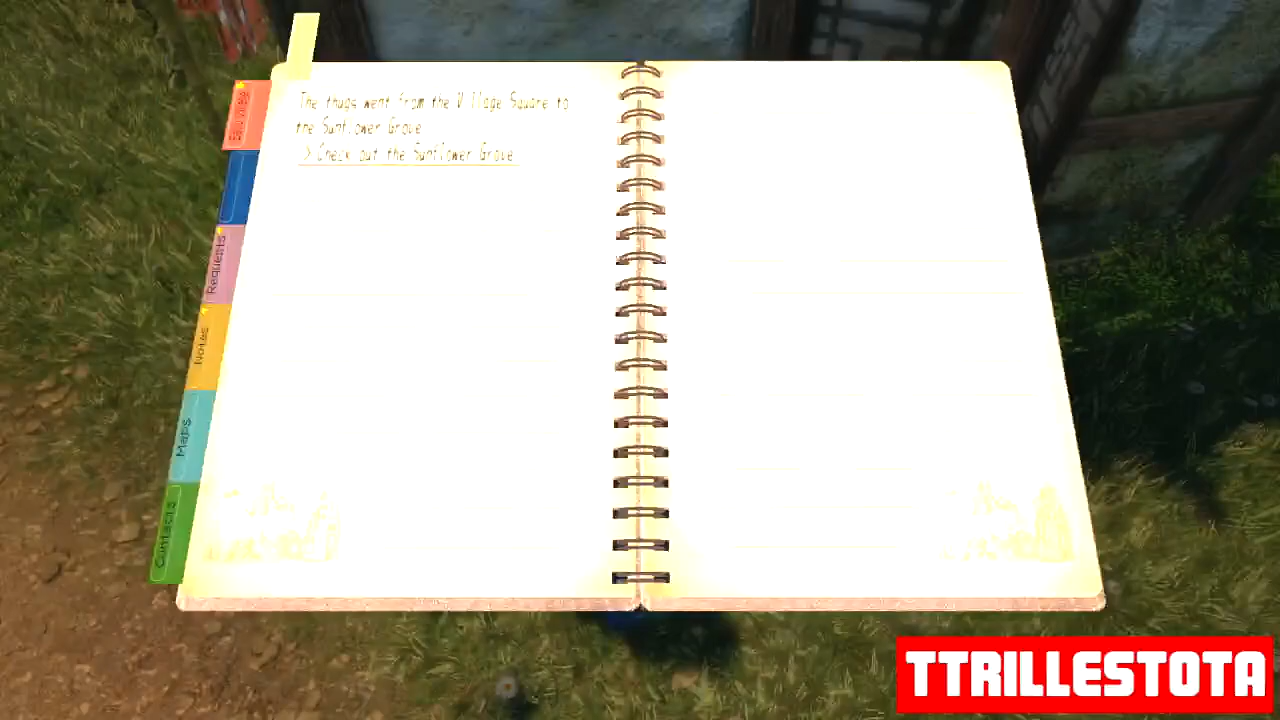 The thugs went from the Village Square to
the Sunflower Grove
> Check out the Sunflower Grove
Requests
Notes
Maps
Contacts
TTRILLESTOTA